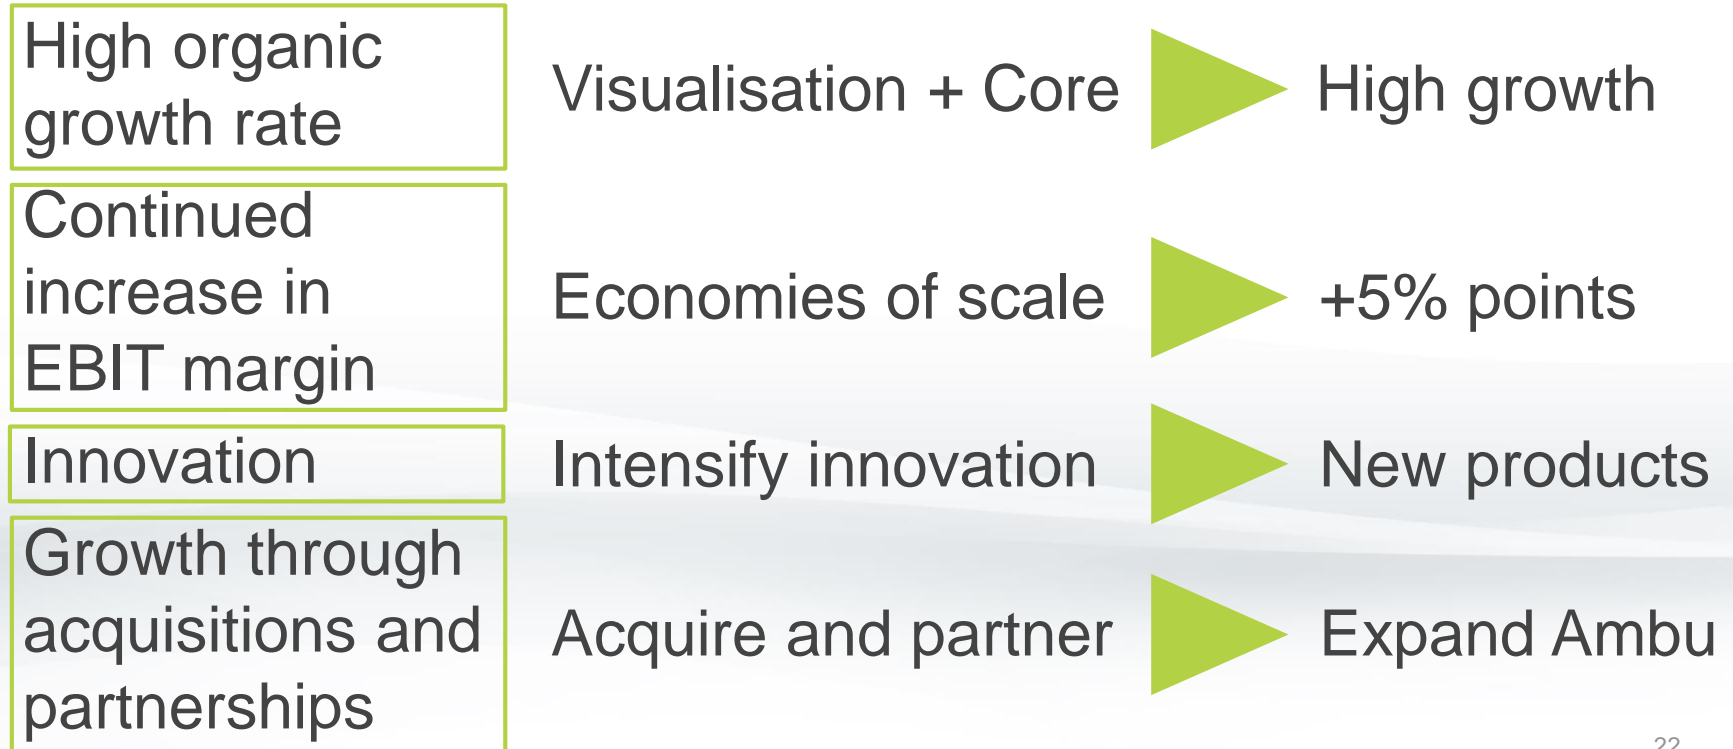 High organic
growth rate
Visualisation + Core
High growth
Continued
increase in
EBIT margin
Economies of scale
+5% points
Innovation
Intensify innovation
New products
Growth through
acquisitions and
partnerships
Acquire and partner
Expand Ambu
22